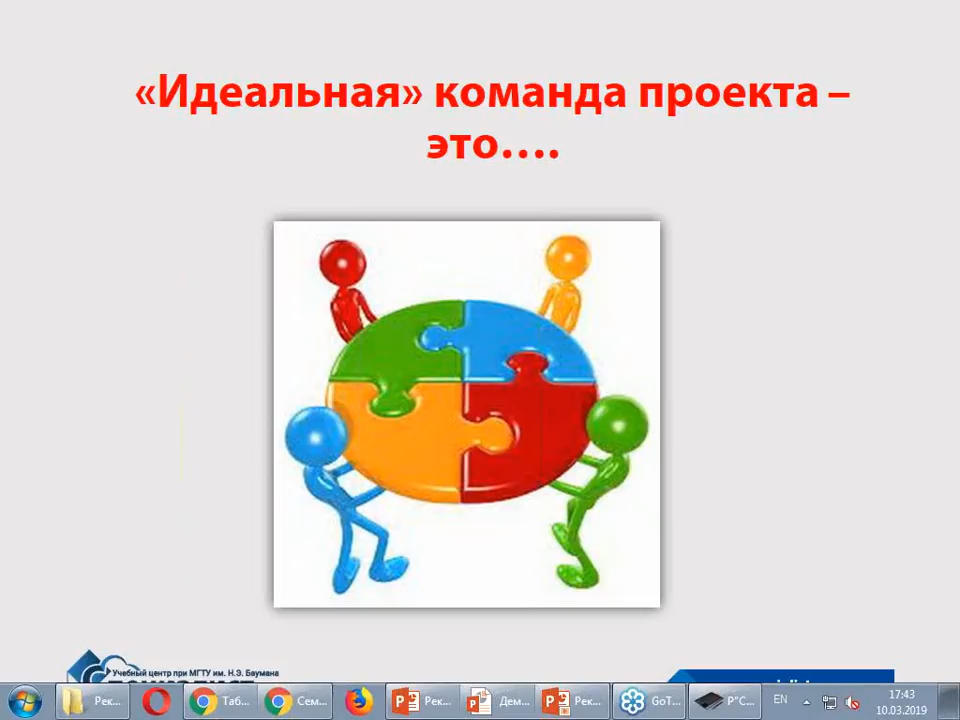 «Идеальная» команда проекта –
это….
Учебный центр при МГТУ им. Н.Э. Баумана
Рек...
Таб...
Сем...
Рек...
Дем...
Рек...
GoT...
P"C...
EN
17:43
10.03.2019